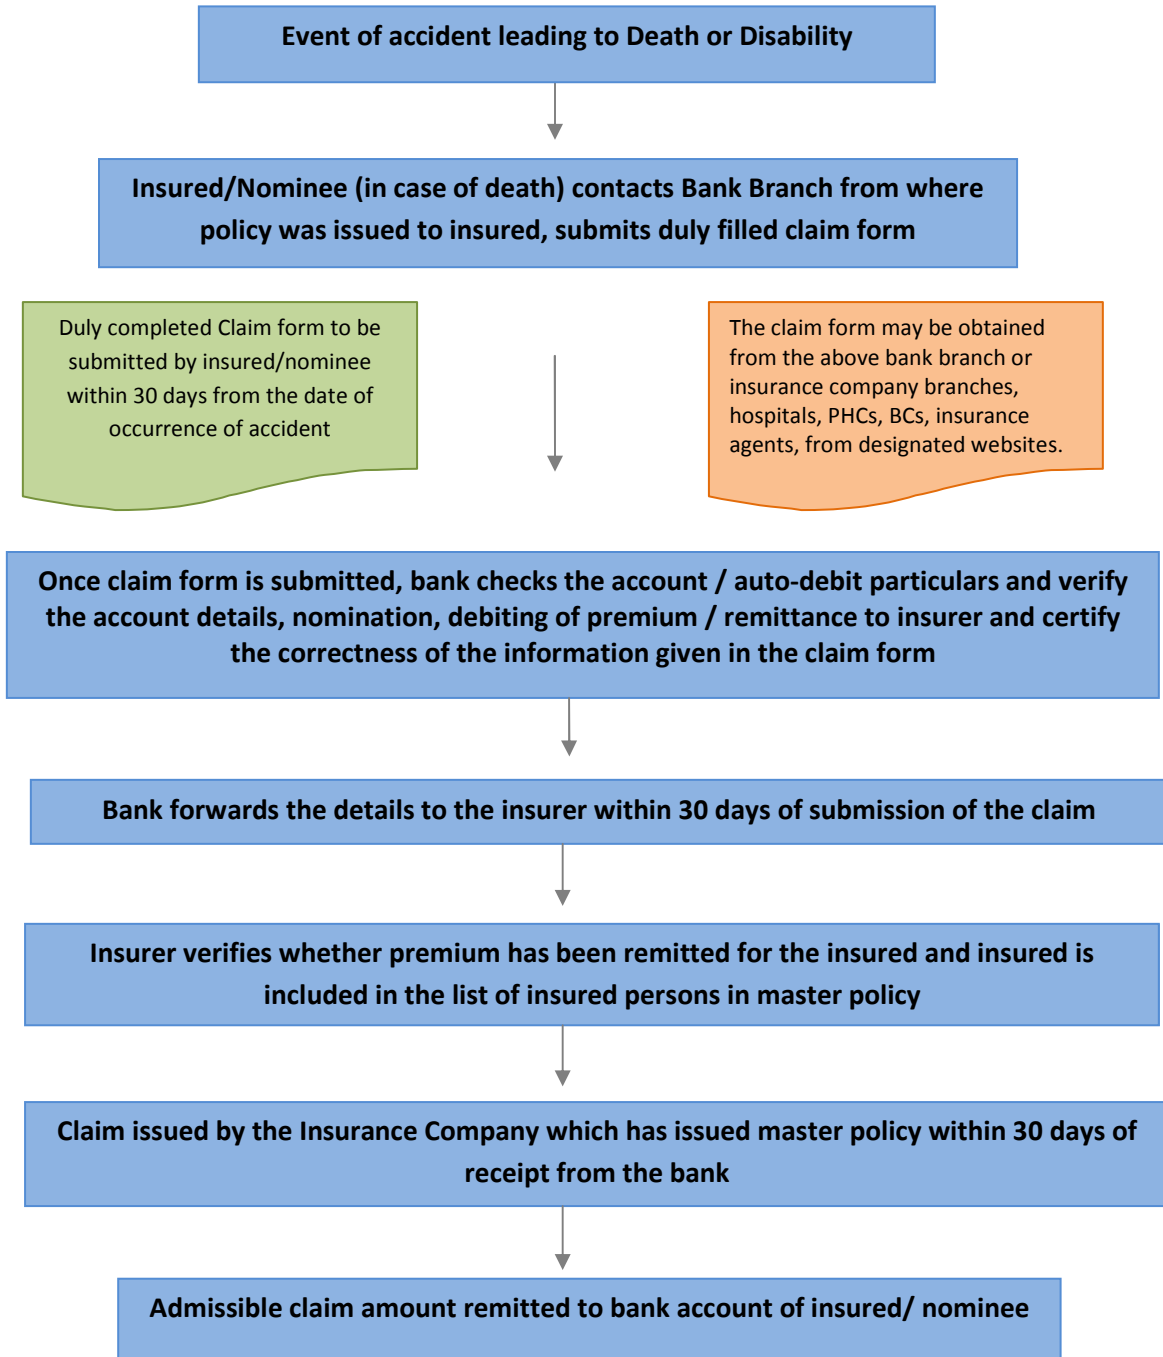 Event of accident leading to Death or Disability
Insured/Nominee (in case of death) contacts Bank Branch from where
policy was issued to insured, submits duly filled claim form
Duly completed Claim form to be
submitted by insured/nominee
within 30 days from the date of
occurrence of accident
The claim form may be obtained
from the above bank branch or
insurance company branches,
hospitals, PHCs, BCs, insurance
agents, from designated websites.
Once claim form is submitted, bank checks the account / auto-debit particulars and verify
the account details, nomination, debiting of premium / remittance to insurer and certify
the correctness of the information given in the claim form
Bank forwards the details to the insurer within 30 days of submission of the claim
Insurer verifies whether premium has been remitted for the insured and insured is
included in the list of insured persons in master policy
Claim issued by the Insurance Company which has issued master policy within 30 days of
receipt from the bank
Admissible claim amount remitted to bank account of insured/ nominee